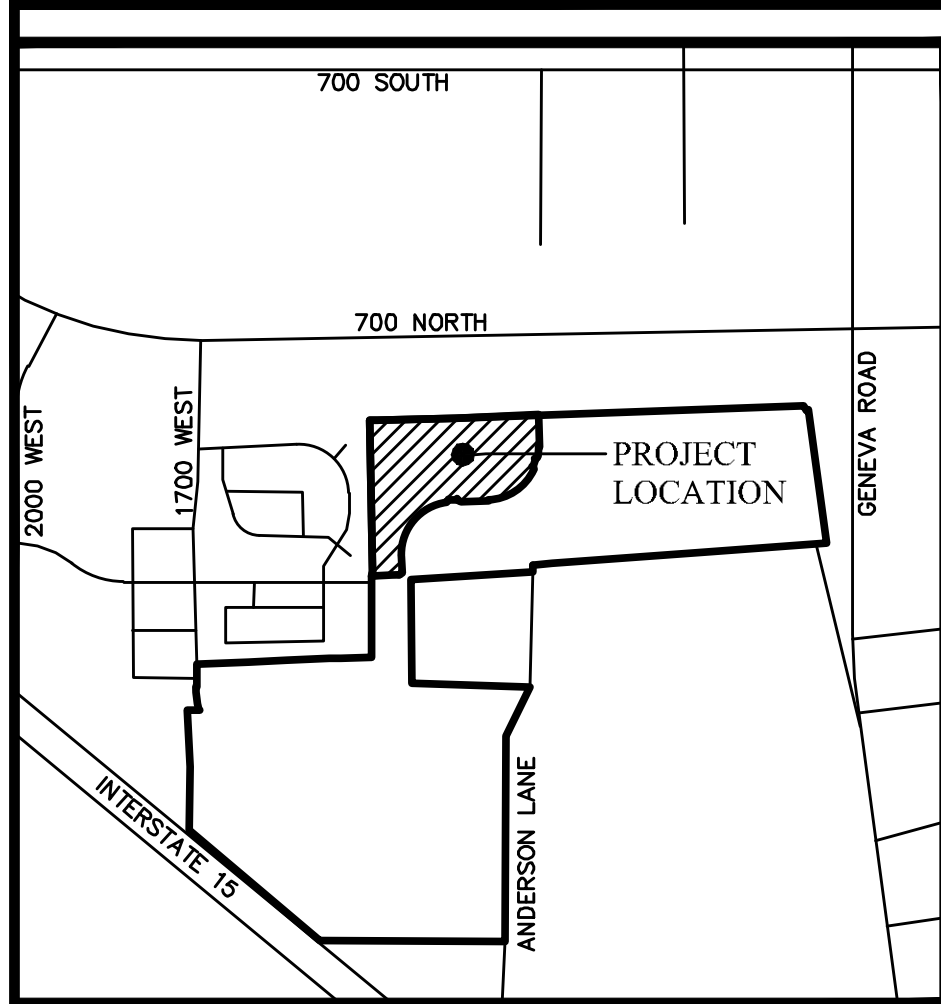 700 SOUTH
700 NORTH
2000 WEST
1700 WEST
GENEVA ROAD
PROJECT
LOCATION
INTERSTATE 15
ANDERSON LANE